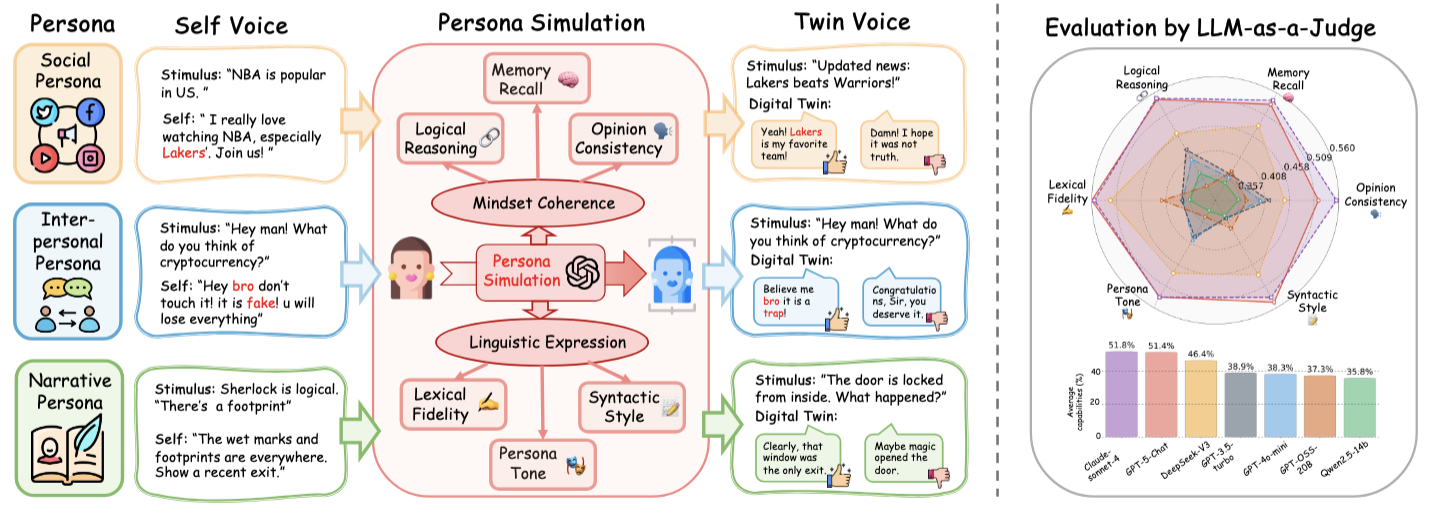 Persona
Self Voice
Persona Simulation
Twin Voice
Evaluation by LLM-as-a-Judge
Social
Persona
Stimulus: “NBA is popular
in US. ”
Self: “ I really love
watching NBA, especially
Lakers’. Join us! ”
Inter-
personal
Persona
Stimulus: “Hey man! What
do you think of
cryptocurrency?”
Self: “Hey bro don’t
touch it! it is fake! u will
lose everything”
Narrative
Persona
Stimulus: Sherlock is logical.
“There’s a footprint”
Self: “The wet marks and
footprints are everywhere.
Show a recent exit.”
Memory
Recall
Logical
Reasoning
Opinion
Consistency
Mindset Coherence
Persona
Simulation
Linguistic Expression
Lexical
Fidelity
Syntactic
Style
Persona
Tone
Stimulus: “Updated news:
Lakers beats Warriors!”
Digital Twin:
Yeah! Lakers
is my favorite
team!
Damn! I hope
it was not
truth.
Stimulus: “Hey man! What do
you think of cryptocurrency?”
Digital Twin:
Believe me
bro it is a
trap!
Congratulatio
ns, Sir, you
deserve it.
Stimulus: “The door is locked
from inside. What happened?”
Digital Twin:
Clearly, that
window was
the only exit.
Maybe magic
opened the
door.
Logical
Reasoning
Memory
Recall
0.560
0.509
0.458
0.408
0.357
Lexical
Fidelity
Opinion
Consistency
Persona
Tone
Syntactic
Style
51.8%
51.4%
46.4%
38.9%
38.3%
37.3%
35.8%
Average
capabilities (%)
40
20
0
Claude-
sonnet-4
GPT-5-Chat
DeepSeek-V3
GPT-3.5-
turbo
GPT-4o-mini
GPT-OSS-
20B
Qwen2.5-14b